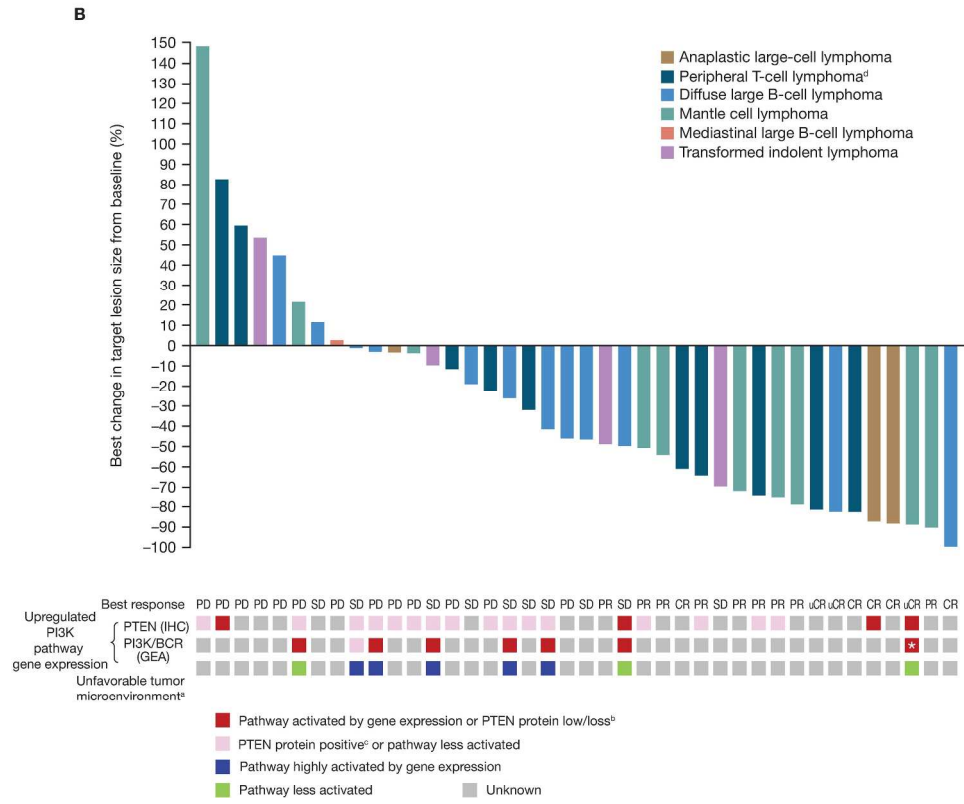 B
150
140
130
120
110
100
90
80
70
60
50
40
30
20
10
0
−10
−20
−30
−40
−50
−60
−70
−80
−90
−100
Best change in target lesion size from baseline (%)
Anaplastic large-cell lymphoma
Peripheral T-cell lymphomaᵈ
Diffuse large B-cell lymphoma
Mantle cell lymphoma
Mediastinal large B-cell lymphoma
Transformed indolent lymphoma
Best response PD PD PD PD PD PD SD PD SD PD PD PD SD PD SD PD SD SD SD PD PD PR SD PR PR CR PR SD PR PR PR PR uCR uCR CR CR CR uCR PR CR
Upregulated
PI3K
pathway
gene expression
PTEN (IHC)
PI3K/BCR
(GEA)
*
Unfavorable tumor
microenvironmentᵃ
Pathway activated by gene expression or PTEN protein low/lossᵇ
PTEN protein positiveᶜ or pathway less activated
Pathway highly activated by gene expression
Pathway less activated
Unknown